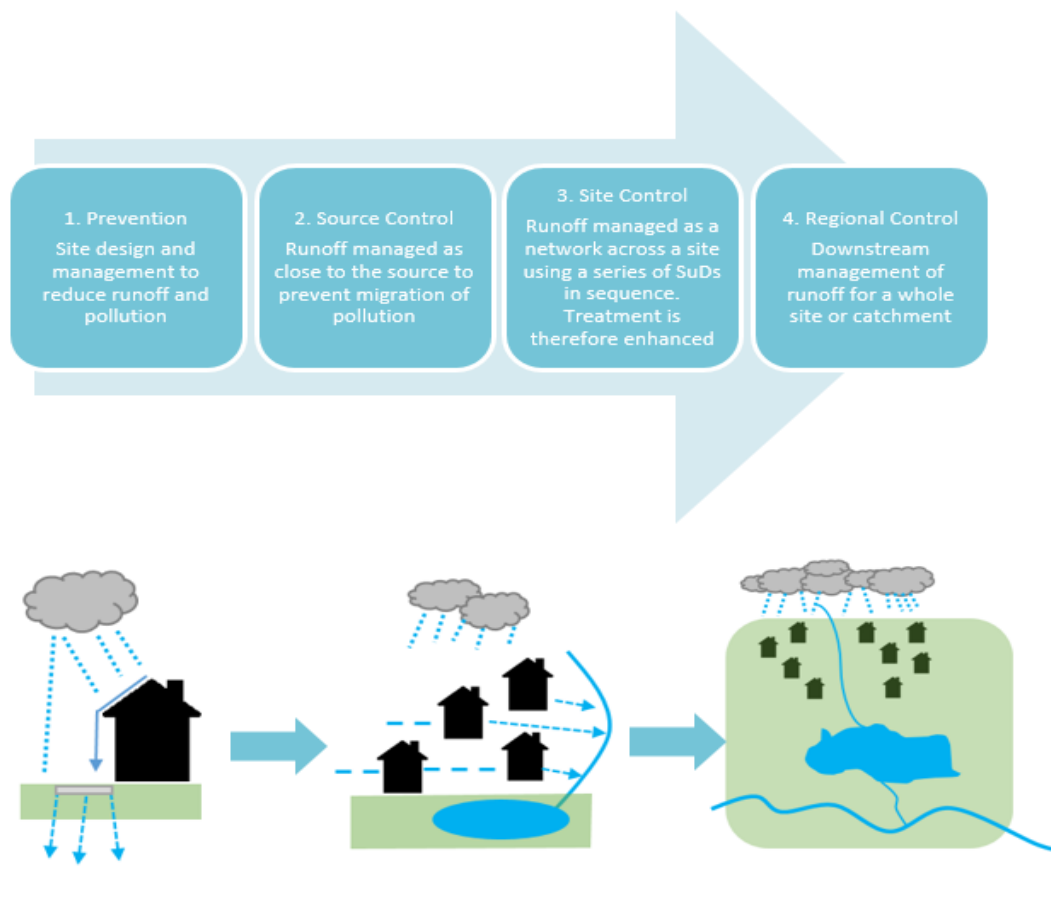 1. Prevention
Site design and
management to
reduce runoff and
pollution
2. Source Control
Runoff managed as
close to the source to
prevent migration of
pollution
3. Site Control
Runoff managed as a
network across a site
using a series of SuDs
in sequence.
Treatment is
therefore enhanced
4. Regional Control
Downstream
management of
runoff for a whole
site or catchment